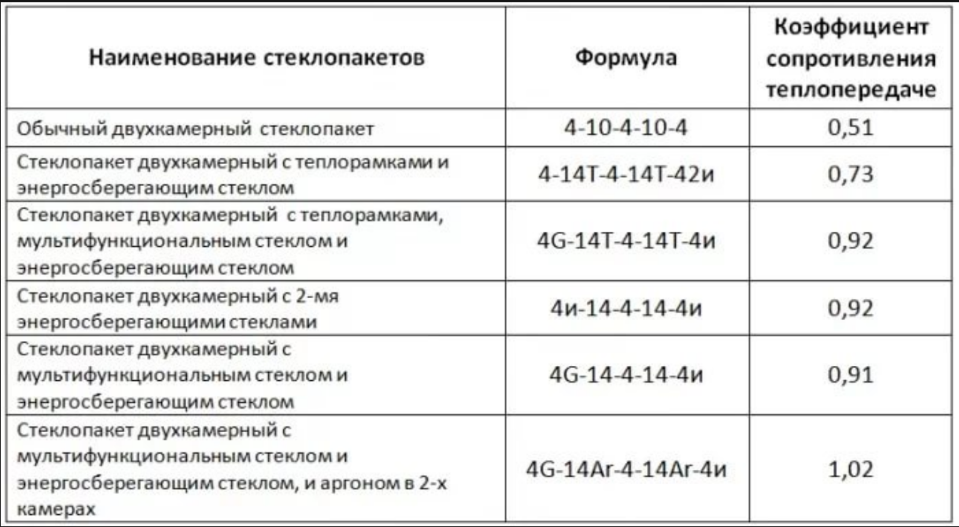 Наименование стеклопакетов
Формула
Коэффициент
сопротивления
теплопередаче
Обычный двухкамерный стеклопакет
4-10-4-10-4
0,51
Стеклопакет двухкамерный с теплорамками и
энергосберегающим стеклом
4-14Т-4-14Т-42и
0,73
Стеклопакет двухкамерный с теплорамками,
мультифункциональным стеклом и
энергосберегающим стеклом
4G-14Т-4-14Т-4и
0,92
Стеклопакет двухкамерный с 2-мя
энергосберегающими стеклами
4и-14-4-14-4и
0,92
Стеклопакет двухкамерный с
мультифункциональным стеклом и
энергосберегающим стеклом
4G-14-4-14-4и
0,91
Стеклопакет двухкамерный с
мультифункциональным стеклом и
энергосберегающим стеклом, и аргоном в 2-х
камерах
4G-14Ar-4-14Ar-4и
1,02